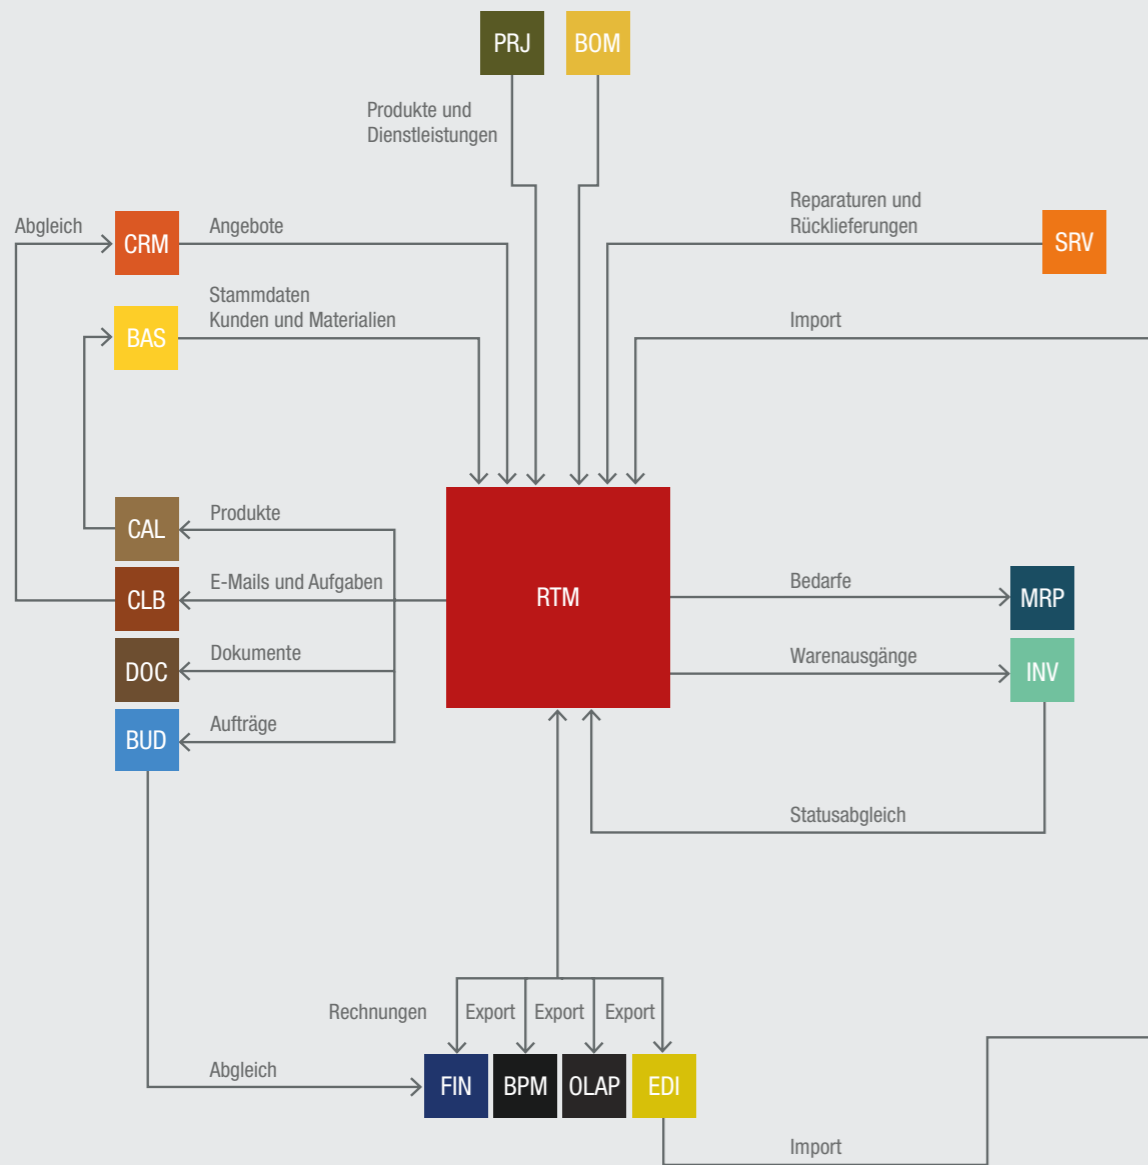 PRJ
BOM
Produkte und
Dienstleistungen
Abgleich
CRM
Angebote
Reparaturen und
Rücklieferungen
SRV
Stammdaten
Kunden und Materialien
BAS
Import
CAL
Produkte
CLB
E-Mails und Aufgaben
RTM
Bedarfe
MRP
DOC
Dokumente
Warenausgänge
INV
BUD
Aufträge
Statusabgleich
Rechnungen
Export
Export
Export
Abgleich
FIN
BPM
OLAP
EDI
Import